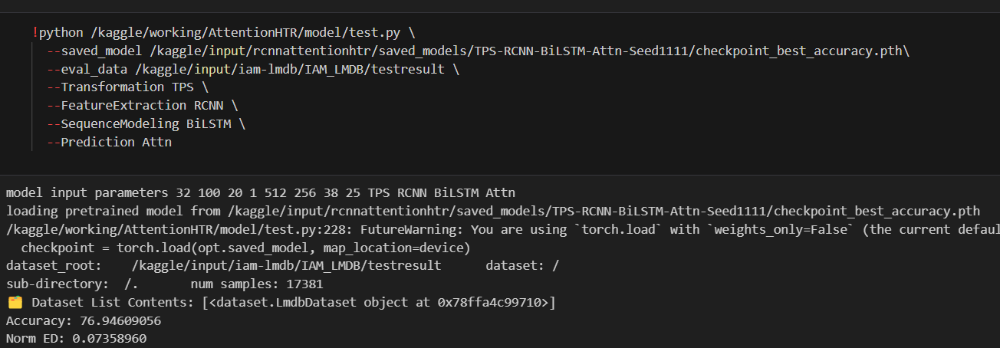 !python /kaggle/working/AttentionHTR/model/test.py \
--saved_model /kaggle/input/rcnnattentionhtr/saved_models/TPS-RCNN-BiLSTM-Attn-Seed1111/checkpoint_best_accuracy.pth\
--eval_data /kaggle/input/iam-lmdb/IAM_LMDB/testresult \
--Transformation TPS \
--FeatureExtraction RCNN \
--SequenceModeling BiLSTM \
--Prediction Attn
model input parameters 32 100 20 1 512 256 38 25 TPS RCNN BiLSTM Attn
loading pretrained model from /kaggle/input/rcnnattentionhtr/saved_models/TPS-RCNN-BiLSTM-Attn-Seed1111/checkpoint_best_accuracy.pth
/kaggle/working/AttentionHTR/model/test.py:228: FutureWarning: You are using `torch.load` with `weights_only=False` (the current defaul
checkpoint = torch.load(opt.saved_model, map_location=device)
dataset_root:    /kaggle/input/iam-lmdb/IAM_LMDB/testresult      dataset: /
sub-directory:  /.       num samples: 17381
🗂️ Dataset List Contents: [<dataset.LmdbDataset object at 0x78ffa4c99710>]
Accuracy: 76.94609056
Norm ED: 0.07358960